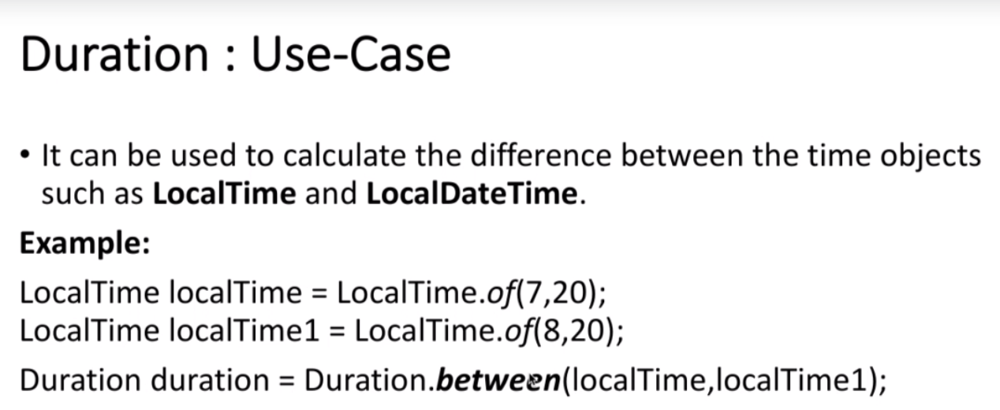 Duration : Use-Case
• It can be used to calculate the difference between the time objects
such as LocalTime and LocalDateTime.
Example:
LocalTime localTime = LocalTime.of(7,20);
LocalTime localTime1 = LocalTime.of(8,20);
Duration duration = Duration.between(localTime,localTime1);